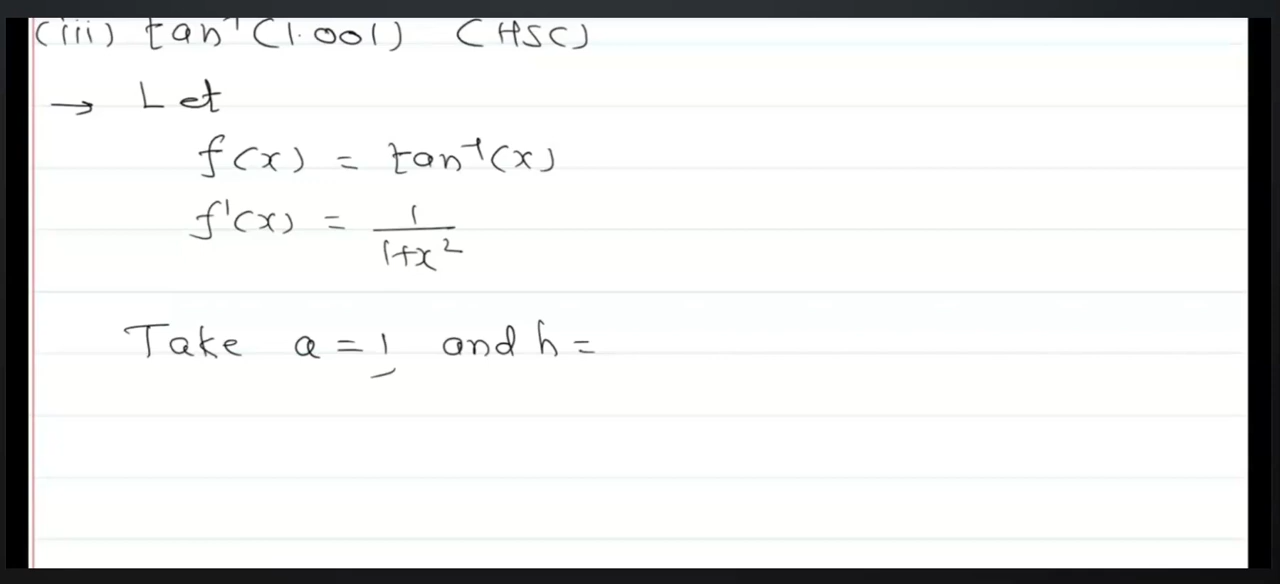 (iii) tan⁻¹(1.001) (HSC)
→ Let
f(x) = tan⁻¹(x)
f'(x) = 1/(1+x²)
Take a = 1, and h =